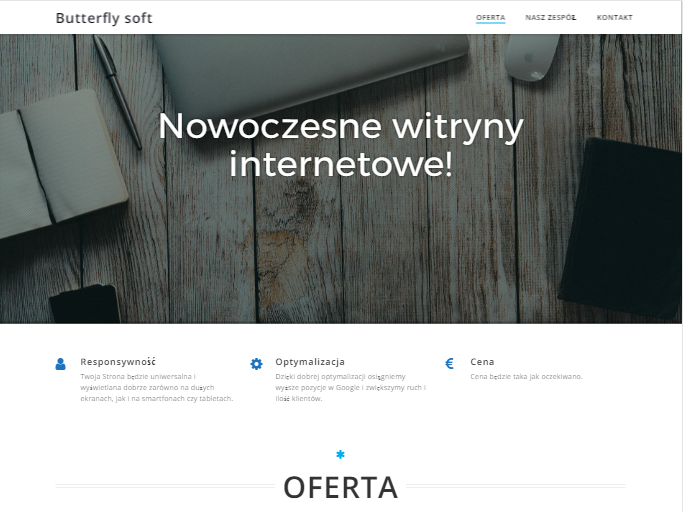 Butterfly soft
OFERTA NASZ ZESPÓŁ KONTAKT
Nowoczesne witryny
internetowe!
Responsywność
Twoja Strona będzie uniwersalna i
wyświetlana dobrze zarówno na dużych
ekranach, jak i na smartfonach czy tabletach.
Optymalizacja
Dzięki dobrej optymalizacji osiągniemy
wyższe pozycje w Google i zwiększymy ruch i
ilość klientów.
Cena
Cena będzie taka jak oczekiwano.
OFERTA